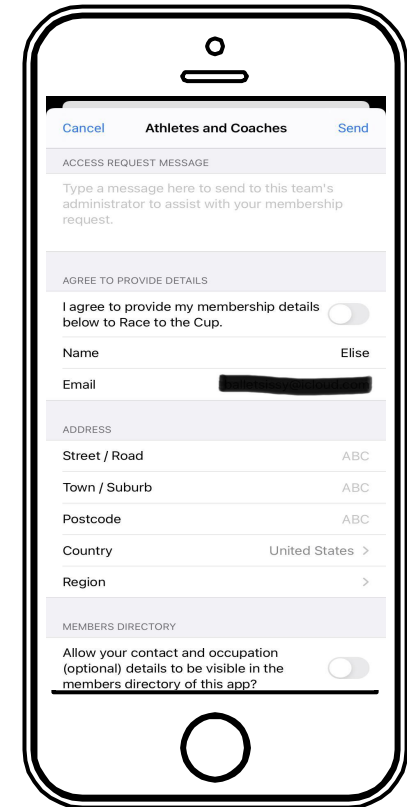 Cancel Athletes and Coaches Send
ACCESS REQUEST MESSAGE
Type a message here to send to this team's
administrator to assist with your membership
request.
AGREE TO PROVIDE DETAILS
I agree to provide my membership details
below to Race to the Cup.
Name Elise
Email
ADDRESS
Street / Road ABC
Town / Suburb ABC
Postcode ABC
Country United States >
Region >
MEMBERS DIRECTORY
Allow your contact and occupation
(optional) details to be visible in the
members directory of this app?